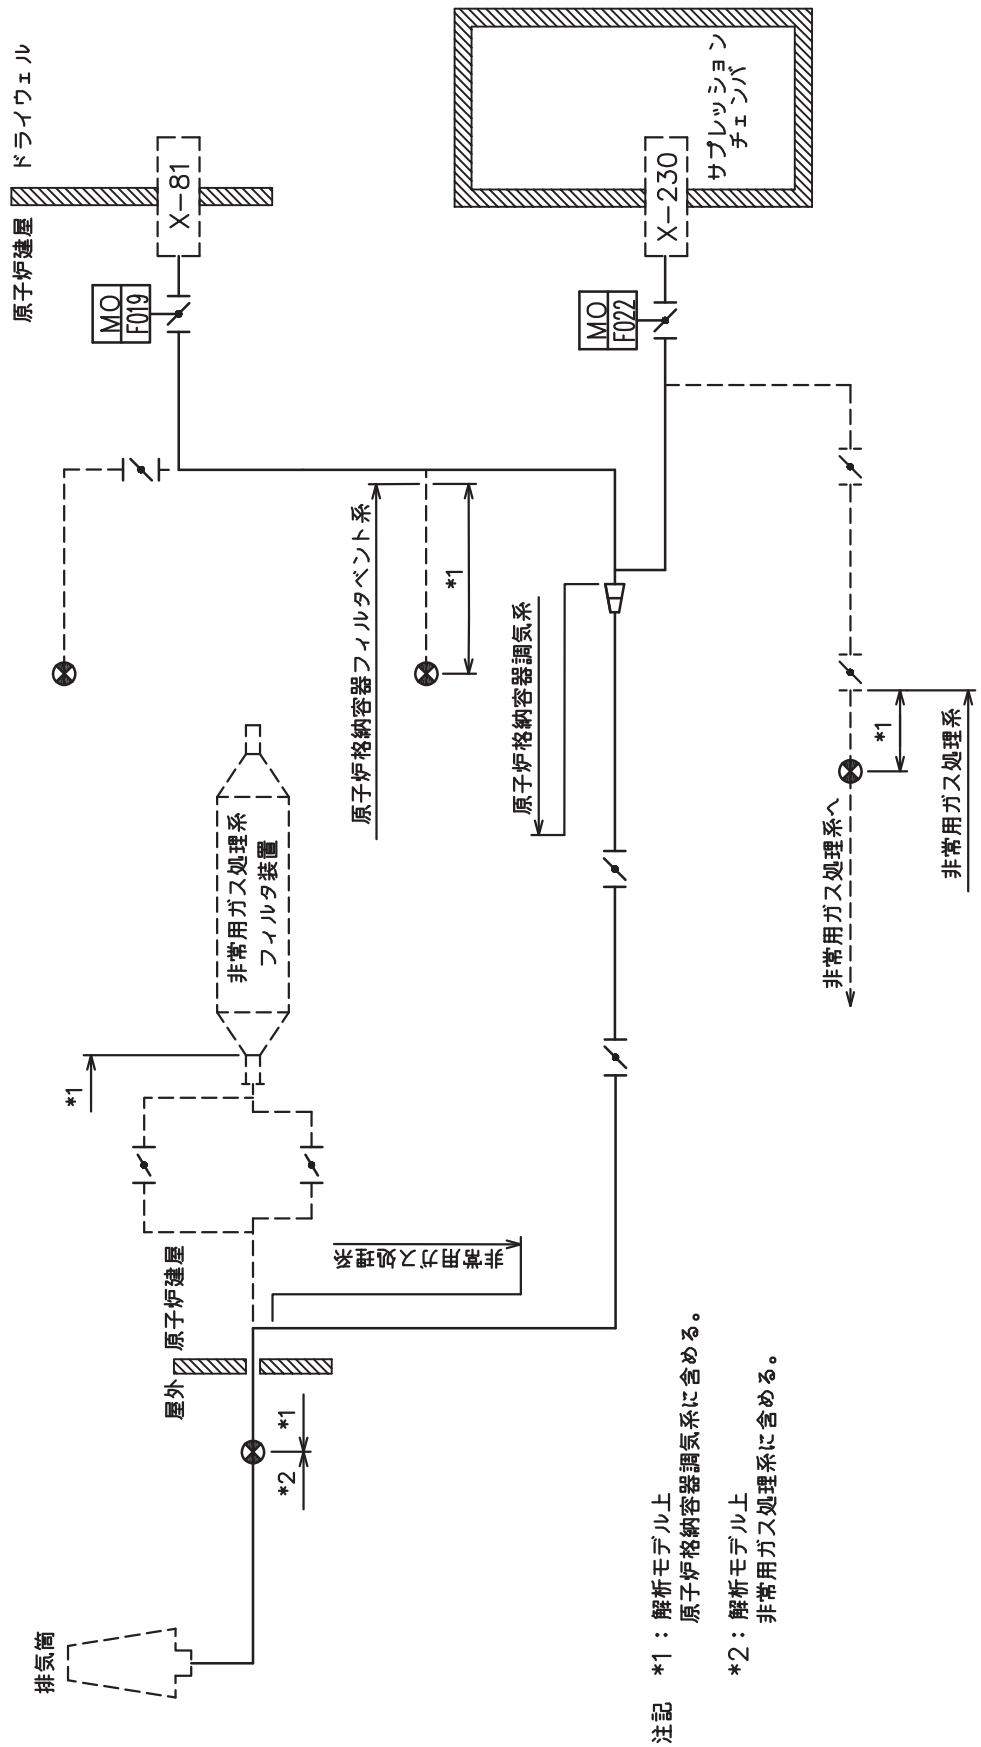 排気筒
屋外
原子炉建屋
*2
*1
非常用ガス処理系
*1
非常用ガス処理系
フィルタ装置
原子炉建屋
ドライウェル
MO
F019
X-81
原子炉格納容器フィルタベント系
*1
原子炉格納容器調気系
MO
F022
X-230
サプレッション
チェンバ
非常用ガス処理系へ
*1
非常用ガス処理系
注記 *1:解析モデル上
原子炉格納容器調気系に含める。
*2:解析モデル上
非常用ガス処理系に含める。